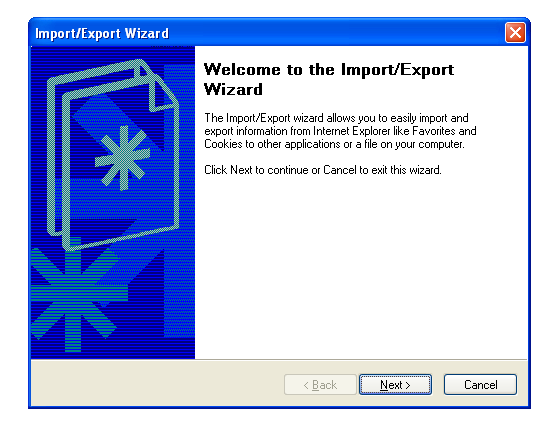 Import/Export Wizard
Welcome to the Import/Export
Wizard
The Import/Export wizard allows you to easily import and
export information from Internet Explorer like Favorites and
Cookies to other applications or a file on your computer.
Click Next to continue or Cancel to exit this wizard.
< Back Next > Cancel